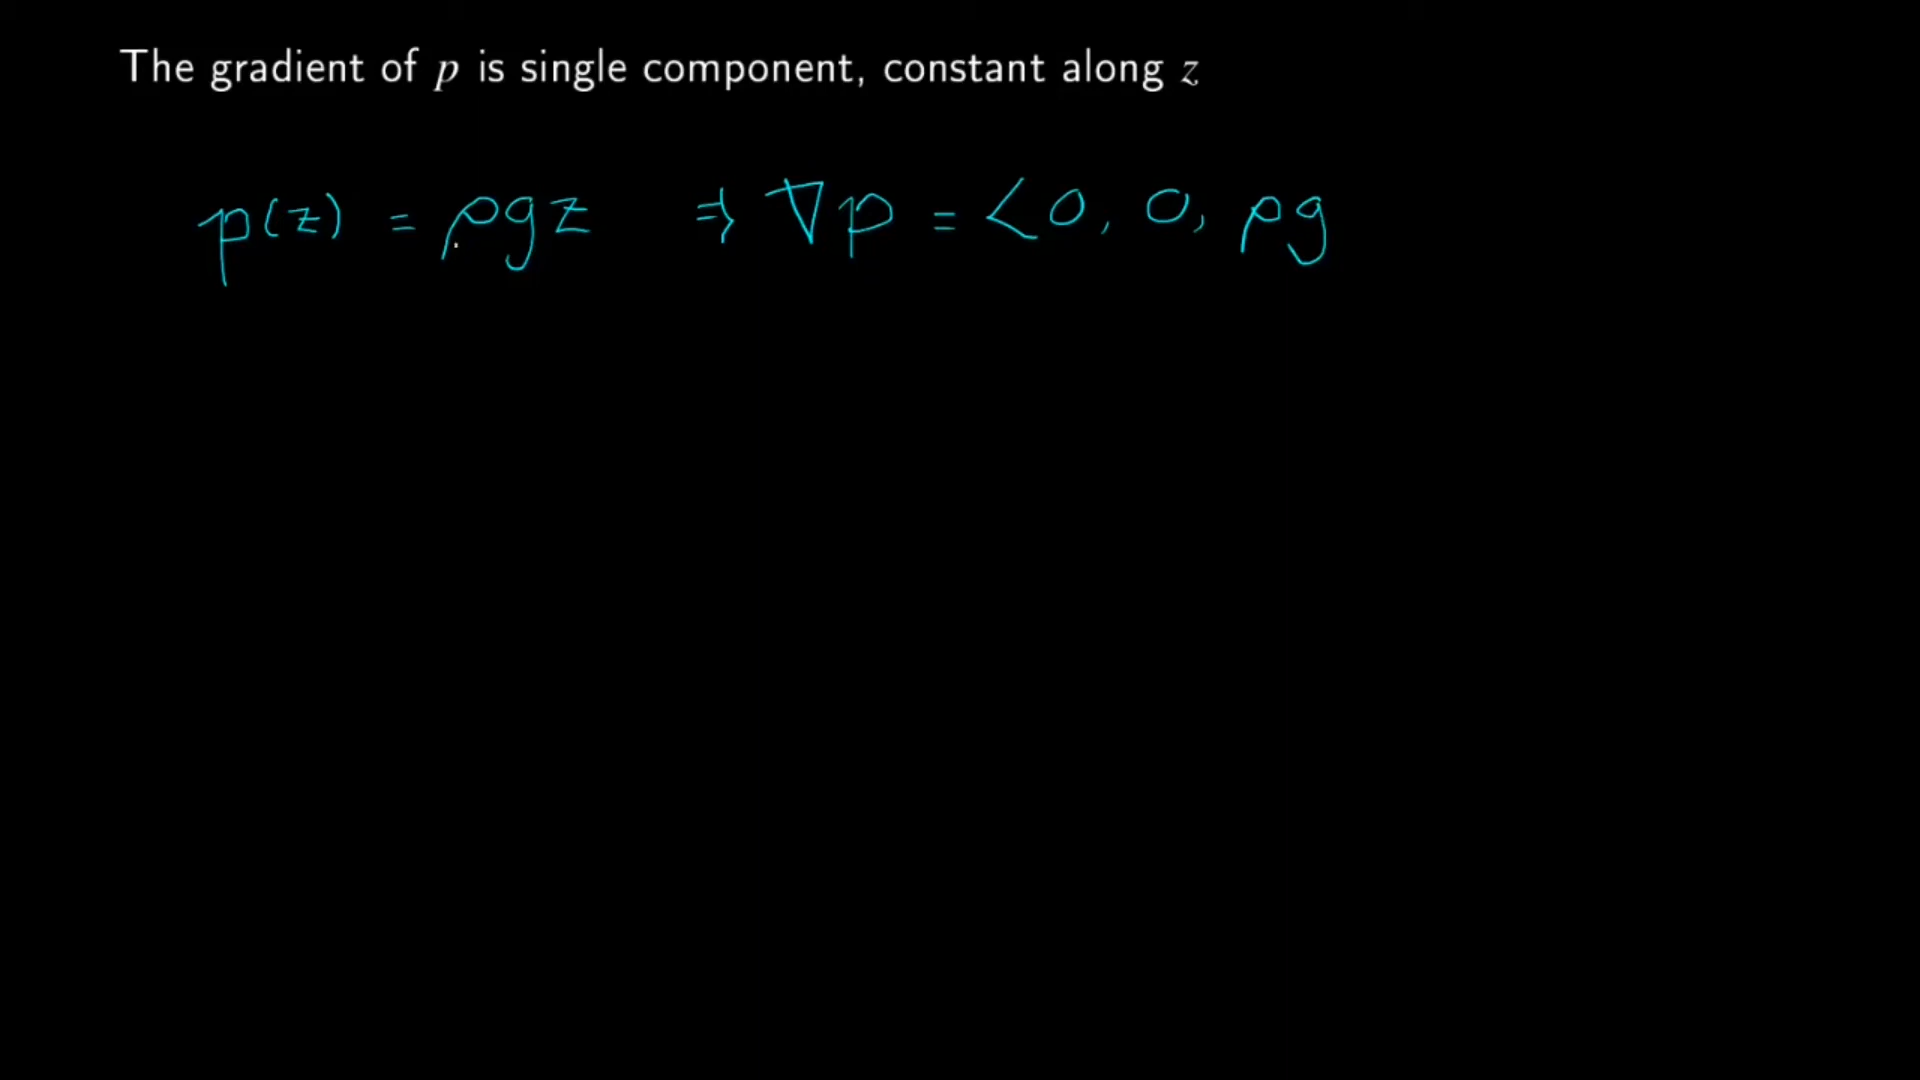 The gradient of p is single component, constant along z
p(z) = ρgz ⇒ ∇p = <0, 0, ρg